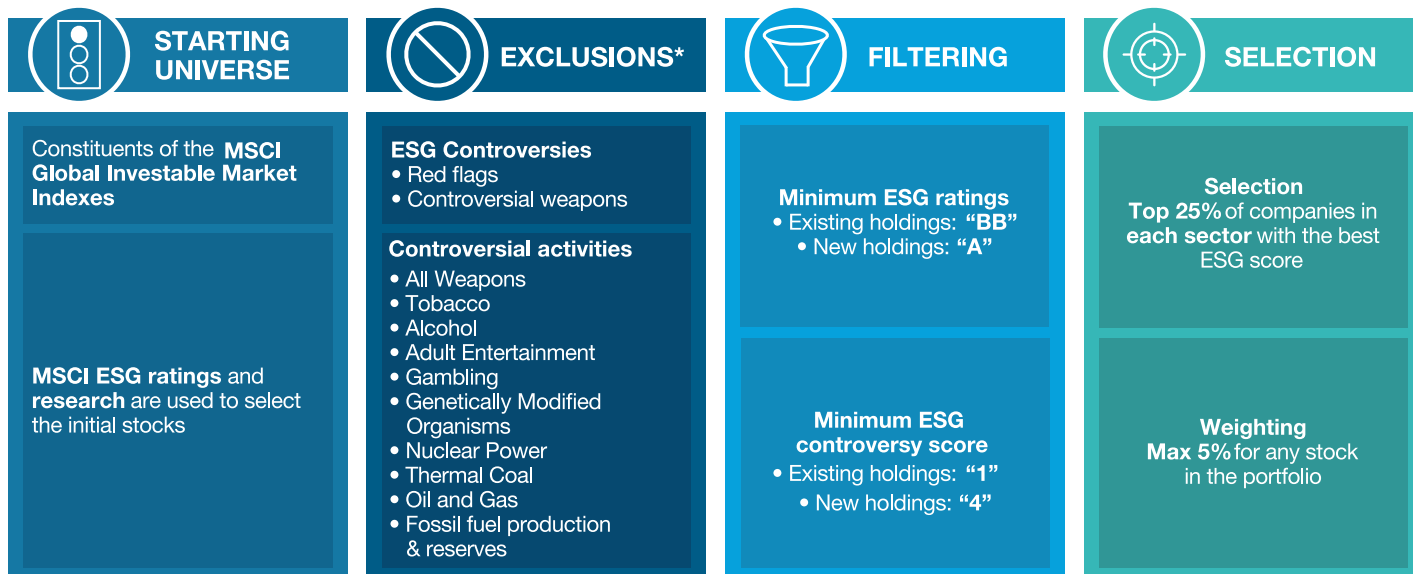 STARTING
UNIVERSE
Constituents of the MSCI
Global Investable Market
Indexes
MSCI ESG ratings and
research are used to select
the initial stocks
EXCLUSIONS*
ESG Controversies
• Red flags
• Controversial weapons
Controversial activities
• All Weapons
• Tobacco
• Alcohol
• Adult Entertainment
• Gambling
• Genetically Modified
Organisms
• Nuclear Power
• Thermal Coal
• Oil and Gas
• Fossil fuel production
& reserves
FILTERING
Minimum ESG ratings
• Existing holdings: “BB”
• New holdings: “A”
Minimum ESG
controversy score
• Existing holdings: “1”
• New holdings: “4”
SELECTION
Selection
Top 25% of companies in
each sector with the best
ESG score
Weighting
Max 5% for any stock
in the portfolio